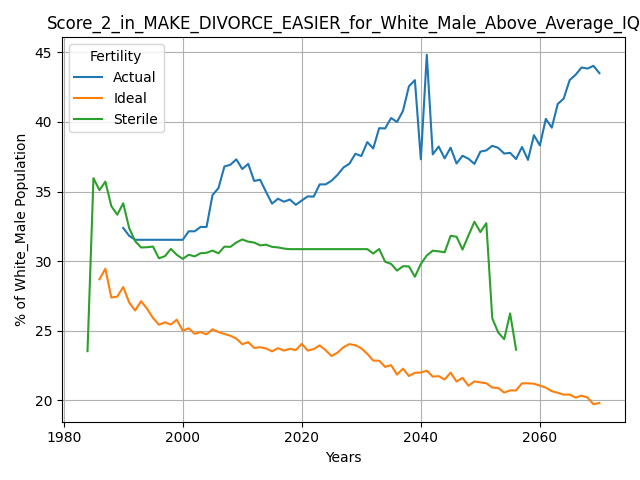 Score_2_in_MAKE_DIVORCE_EASIER_for_White_Male_Above_Average_IQ
Fertility
Actual
Ideal
Sterile
% of White_Male Population
45
40
35
30
25
20
1980
2000
2020
2040
2060
Years